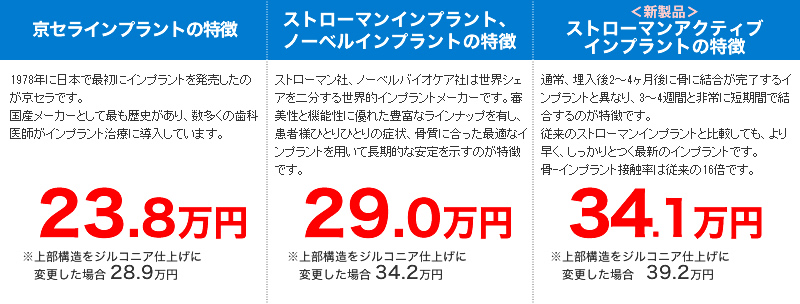 京セラインプラントの特徴
1978年に日本で最初にインプラントを発売したの
が京セラです。
国産メーカーとして最も歴史があり、数多くの歯科
医師がインプラント治療に導入しています。
23.8万円
※上部構造をジルコニア仕上げに
変更した場合 28.9万円
ストローマンインプラント、
ノーベルインプラントの特徴
ストローマン社、ノーベルバイオケア社は世界シェ
アを二分する世界的インプラントメーカーです。審
美性と機能性に優れた豊富なラインナップを有し、
患者様ひとりひとりの症状、骨質に合った最適なイ
ンプラントを用いて長期的な安定を示すのが特徴
です。
29.0万円
※上部構造をジルコニア仕上げに
変更した場合 34.2万円
＜新製品＞
ストローマンアクティブ
インプラントの特徴
通常、埋入後2～4ヶ月後に骨に結合が完了するイ
ンプラントと異なり、3～4週間と非常に短期間で結
合するのが特徴です。
従来のストローマンインプラントと比較しても、より
早く、しっかりとつく最新のインプラントです。
骨-インプラント接触率は従来の16倍です。
34.1万円
※上部構造をジルコニア仕上げに
変更した場合 39.2万円